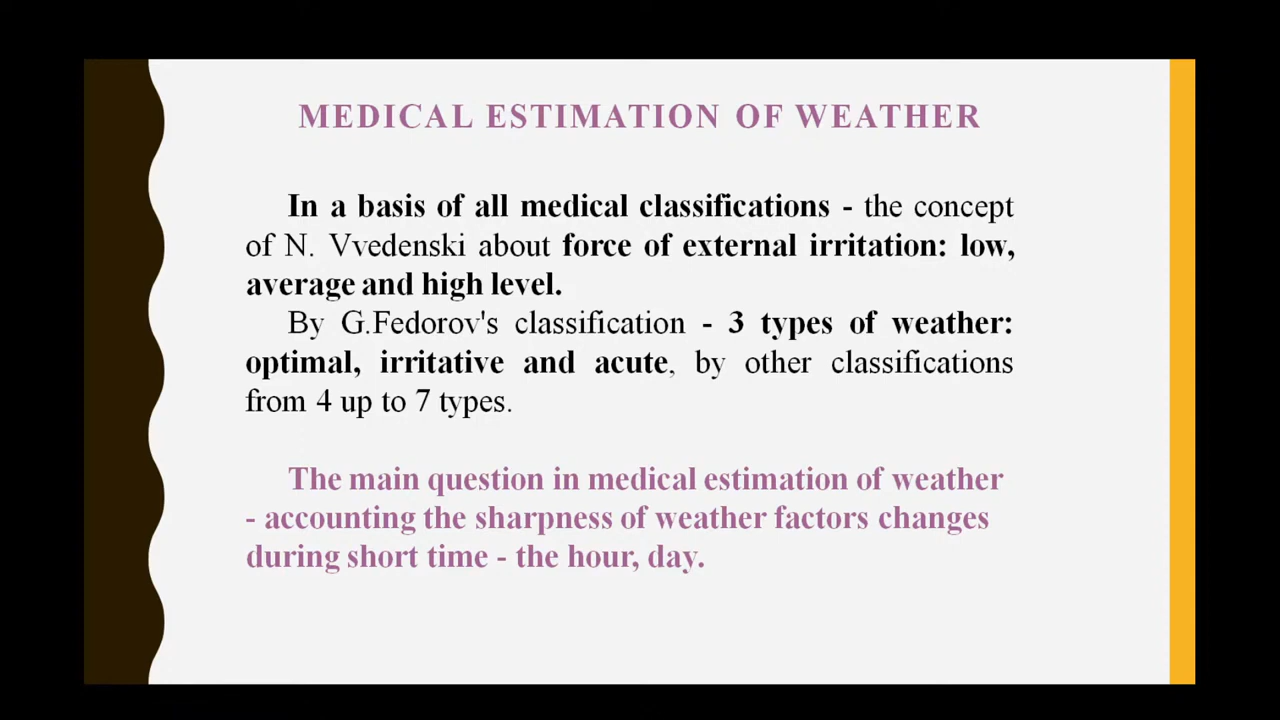 MEDICAL ESTIMATION OF WEATHER
In a basis of all medical classifications - the concept
of N. Vvedenski about force of external irritation: low,
average and high level.
By G.Fedorov's classification - 3 types of weather:
optimal, irritative and acute, by other classifications
from 4 up to 7 types.
The main question in medical estimation of weather
- accounting the sharpness of weather factors changes
during short time - the hour, day.